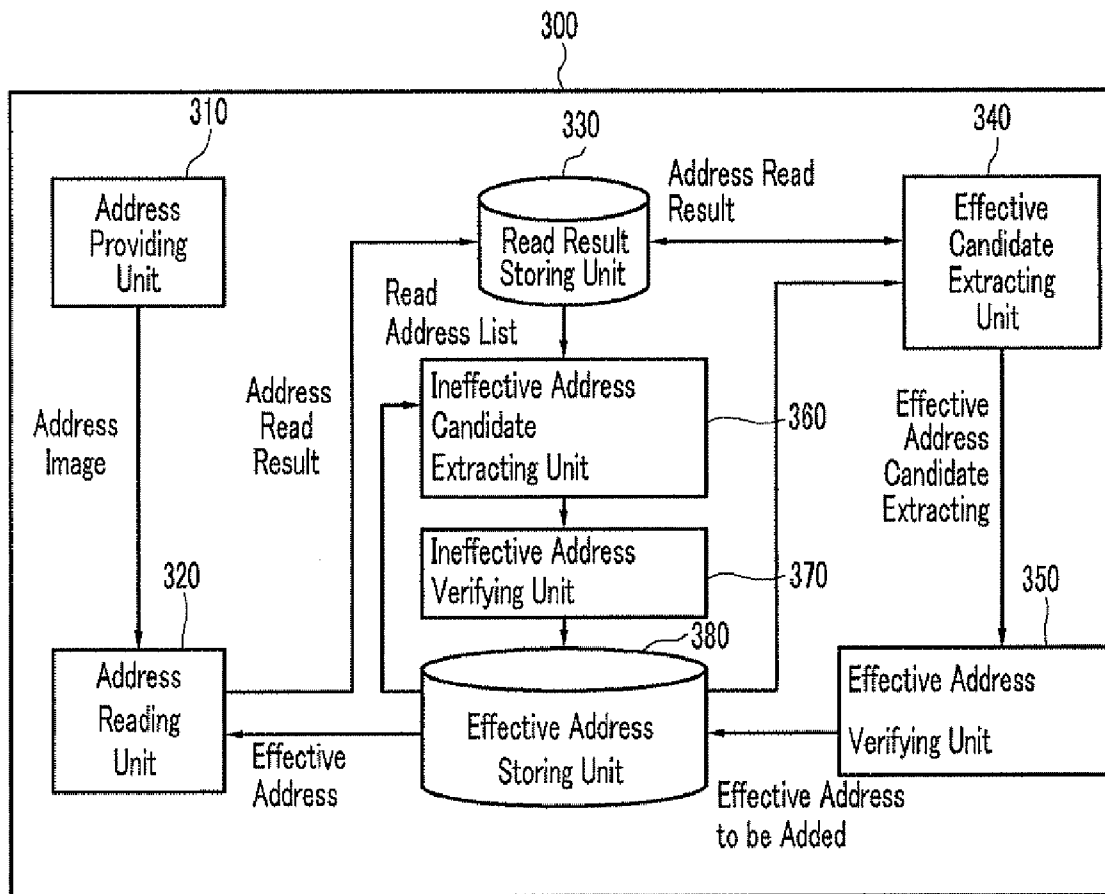 300
310
330
340
Address
Providing
Unit
Read Result
Storing Unit
Address Read
Result
Effective
Candidate
Extracting
Unit
Read
Address List
Address
Image
Address
Read
Result
Ineffective Address
Candidate
Extracting Unit
360
Effective
Address
Candidate
Extracting
Ineffective Address
Verifying Unit
370
320
380
350
Address
Reading
Unit
Effective
Address
Effective Address
Storing Unit
Effective Address
Verifying Unit
Effective Address
to be Added